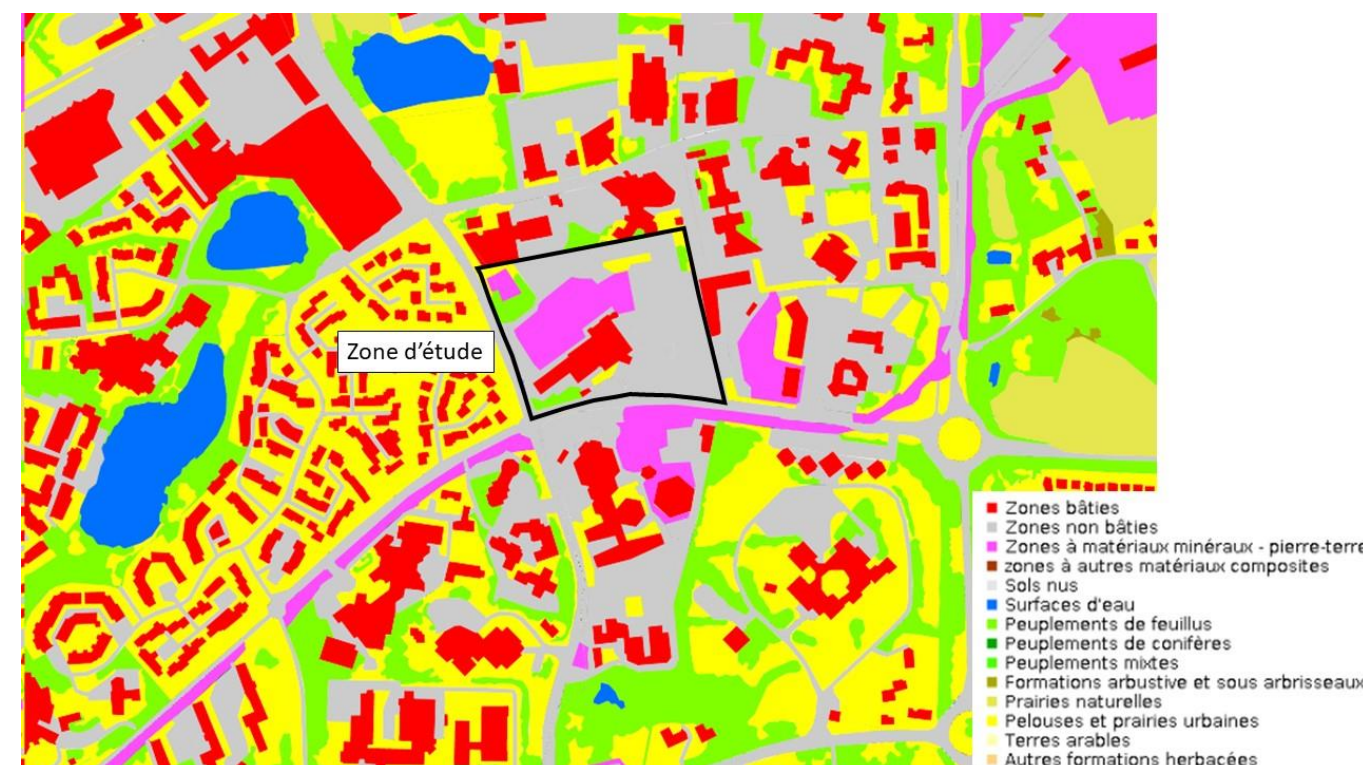 Zone d’étude
Zones bâties
Zones non bâties
Zones à matériaux minéraux - pierre-terre
zones à autres matériaux composites
Sols nus
Surfaces d'eau
Peuplements de feuillus
Peuplements de conifères
Peuplements mixtes
Formations arbustive et sous arbrisseaux
Prairies naturelles
Pelouses et prairies urbaines
Terres arables
Autres formations herbacées